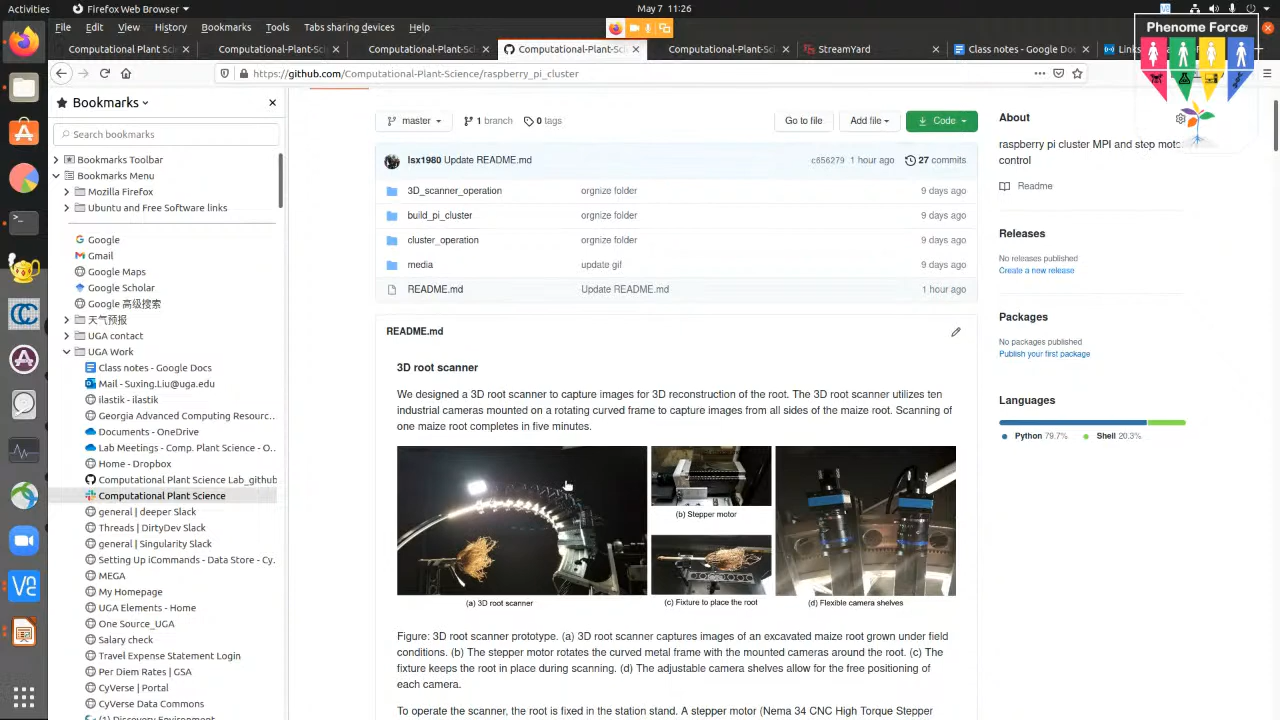 Activities
Firefox Web Browser
May 7 11:26
File Edit View History Bookmarks Tools Tabs sharing devices Help
Computational Plant Scien
Computational-Plant-Scie
Computational-Plant-Scie
Computational-Plant-Scien
Computational-Plant-Scie
StreamYard
Class notes - Google Doc
Links
Phenome Force
https://github.com/Computational-Plant-Science/raspberry_pi_cluster
Bookmarks
Search bookmarks
Bookmarks Toolbar
Bookmarks Menu
Mozilla Firefox
Ubuntu and Free Software links
Google
Gmail
Google Maps
Google Scholar
Google 高级搜索
天气预报
UGA contact
UGA Work
Class notes - Google Docs
Mail - Suxing.Liu@uga.edu
ilastik - ilastik
Georgia Advanced Computing Resourc...
Documents - OneDrive
Lab Meetings - Comp. Plant Science - O...
Home - Dropbox
Computational Plant Science Lab_github
Computational Plant Science
general | deeper Slack
Threads | DirtyDev Slack
general | Singularity Slack
Setting Up iCommands - Data Store - Cy...
MEGA
My Homepage
UGA Elements - Home
One Source_UGA
Salary check
Travel Expense Statement Login
Per Diem Rates | GSA
CyVerse | Portal
CyVerse Data Commons
(1) Discovery Environment
master
1 branch
0 tags
Go to file
Add file
Code
lsx1980 Update README.md
c656279 1 hour ago
27 commits
3D_scanner_operation orgnize folder 9 days ago
build_pi_cluster orgnize folder 9 days ago
cluster_operation orgnize folder 9 days ago
media update gif 9 days ago
README.md Update README.md 1 hour ago
README.md
3D root scanner
We designed a 3D root scanner to capture images for 3D reconstruction of the root. The 3D root scanner utilizes ten
industrial cameras mounted on a rotating curved frame to capture images from all sides of the maize root. Scanning of
one maize root completes in five minutes.
(a) 3D root scanner
(b) Stepper motor
(c) Fixture to place the root
(d) Flexible camera shelves
Figure: 3D root scanner prototype. (a) 3D root scanner captures images of an excavated maize root grown under field
conditions. (b) The stepper motor rotates the curved metal frame with the mounted cameras around the root. (c) The
fixture keeps the root in place during scanning. (d) The adjustable camera shelves allow for the free positioning of
each camera.
To operate the scanner, the root is fixed in the station stand. A stepper motor (Nema 34 CNC High Torque Stepper
About
raspberry pi cluster MPI and step moto
control
Readme
Releases
No releases published
Create a new release
Packages
No packages published
Publish your first package
Languages
Python 79.7%
Shell 20.3%